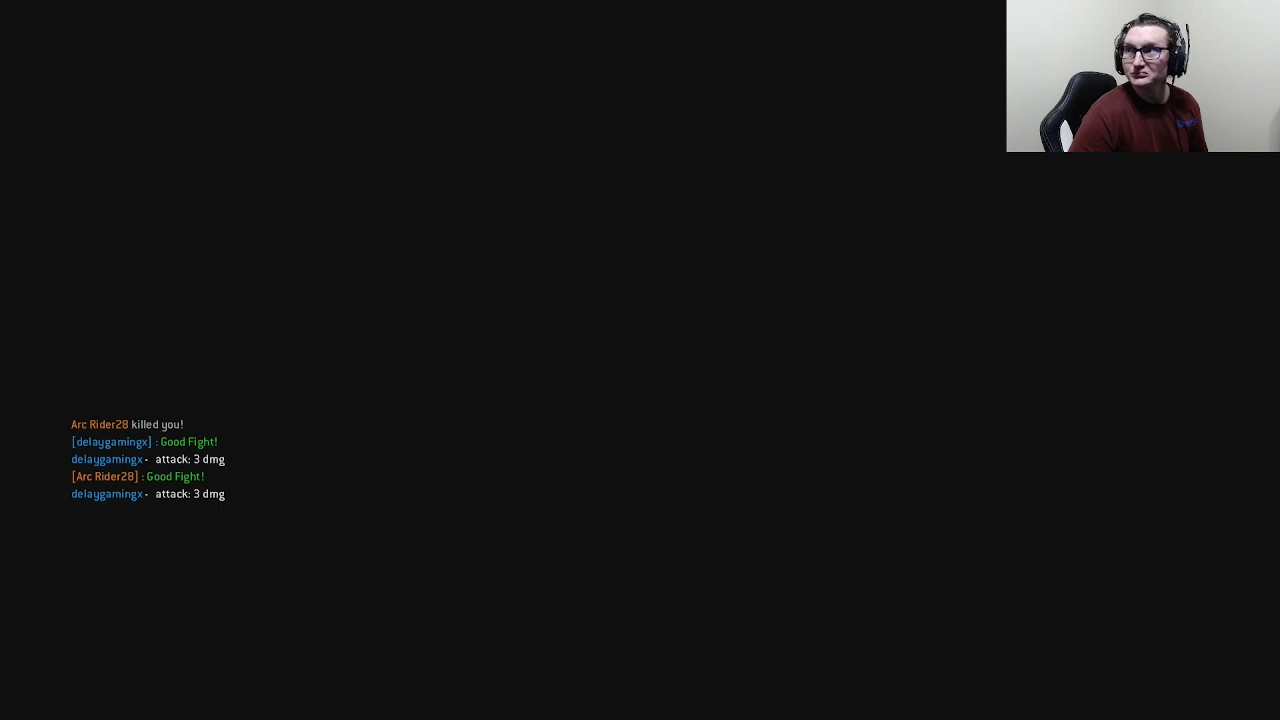 Arc Rider28 killed you!
[delaygamingx] : Good Fight!
delaygamingx - attack: 3 dmg
[Arc Rider28] : Good Fight!
delaygamingx - attack: 3 dmg